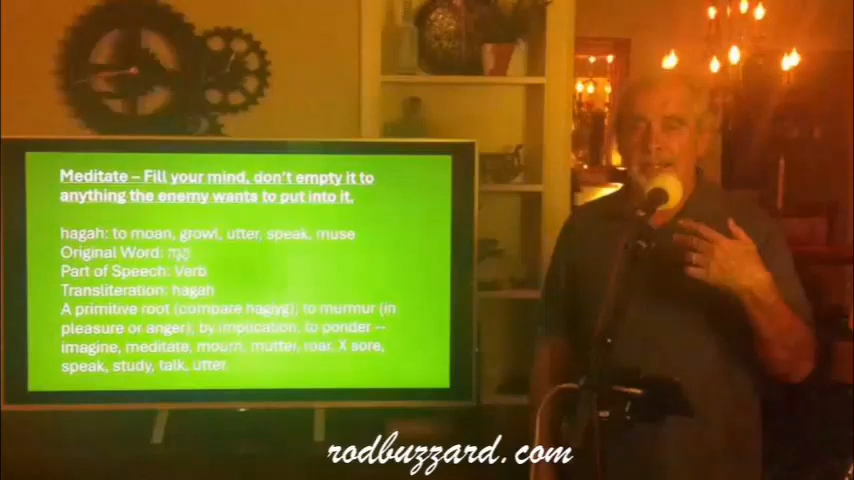 Meditate – Fill your mind, don't empty it to
anything the enemy wants to put into it.
hagah: to moan, growl, utter, speak, muse
Original Word:
Part of Speech: Verb
Transliteration: hagah
A primitive root (compare hagiyg); to murmur (in
pleasure or anger); by implication, to ponder --
imagine, meditate, mourn, mutter, roar, X sore,
speak, study, talk, utter.
rodbuzzard.com